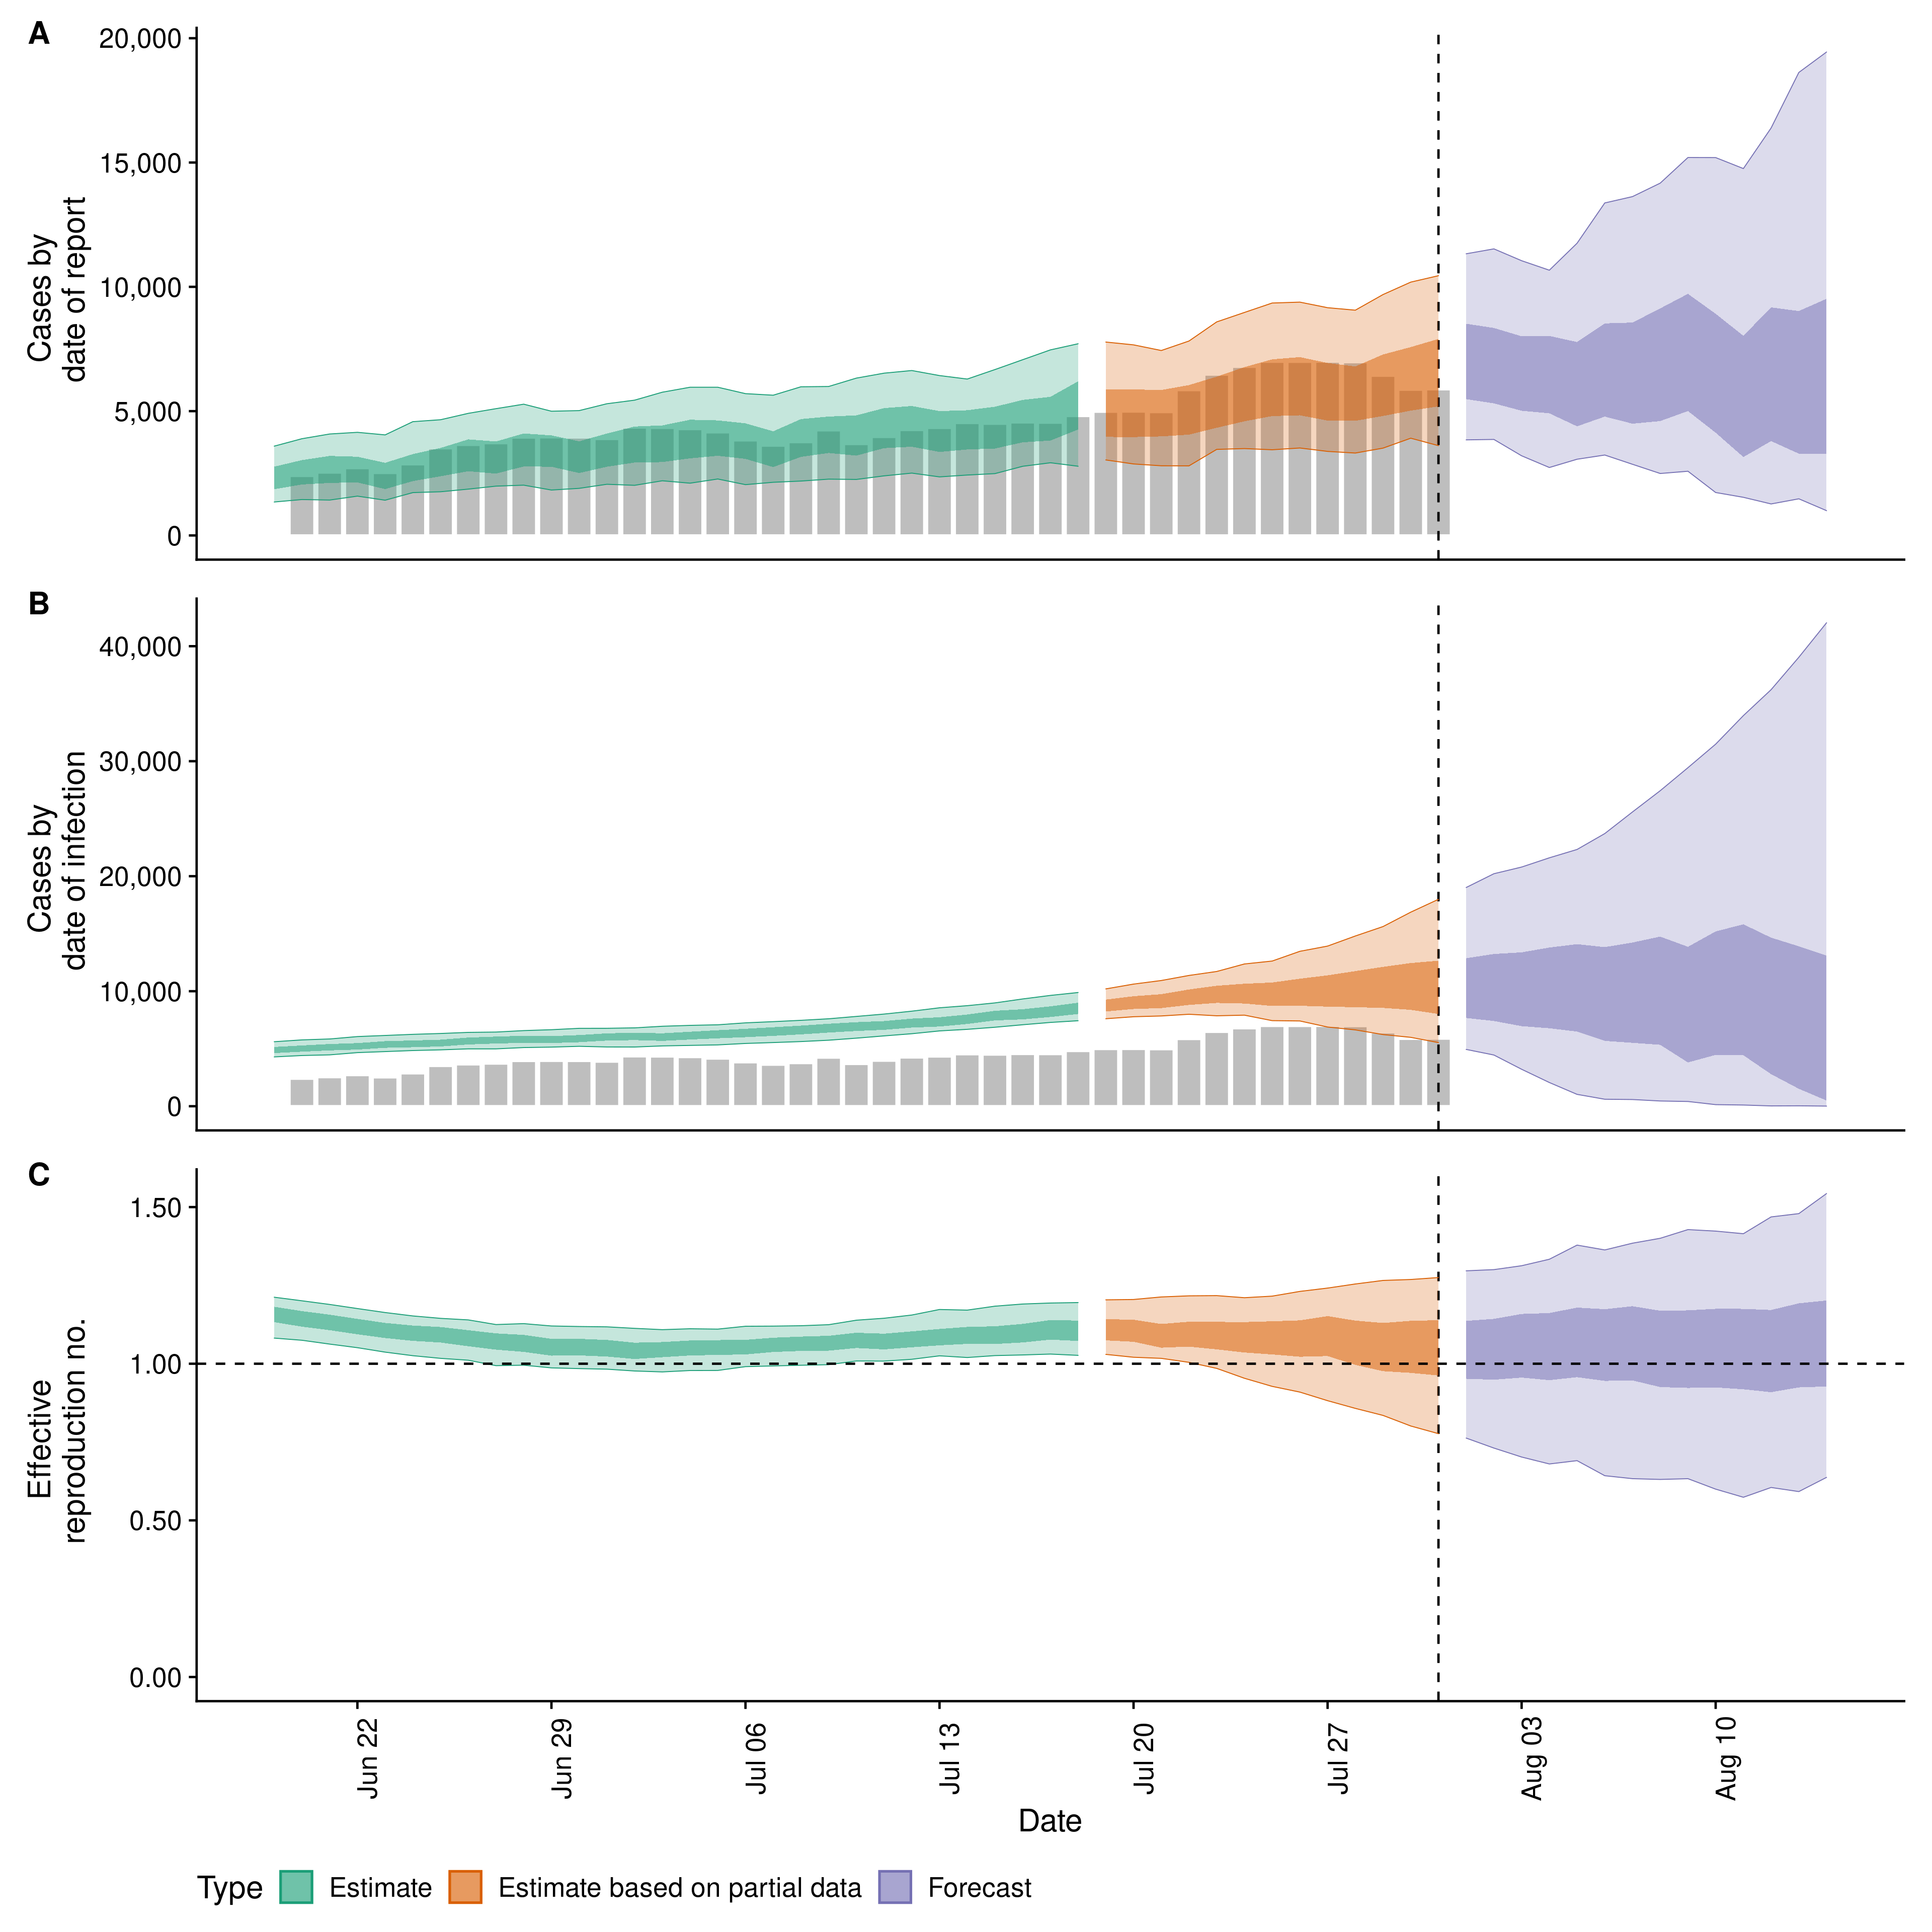 A
20,000
15,000
10,000
5,000
0
Cases by
date of report
B
40,000
30,000
20,000
10,000
0
Cases by
date of infection
C
1.50
1.00
0.50
0.00
Effective
reproduction no.
Jun 22
Jun 29
Jul 06
Jul 13
Jul 20
Jul 27
Aug 03
Aug 10
Date
Type Estimate Estimate based on partial data Forecast